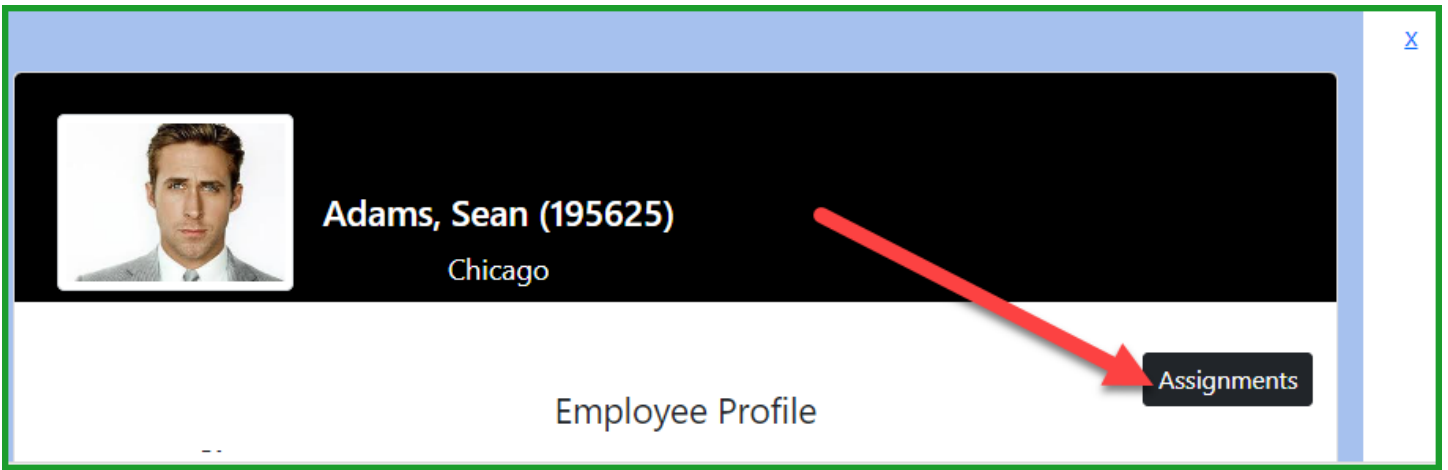 X
Adams, Sean (195625)
Chicago
Assignments
Employee Profile